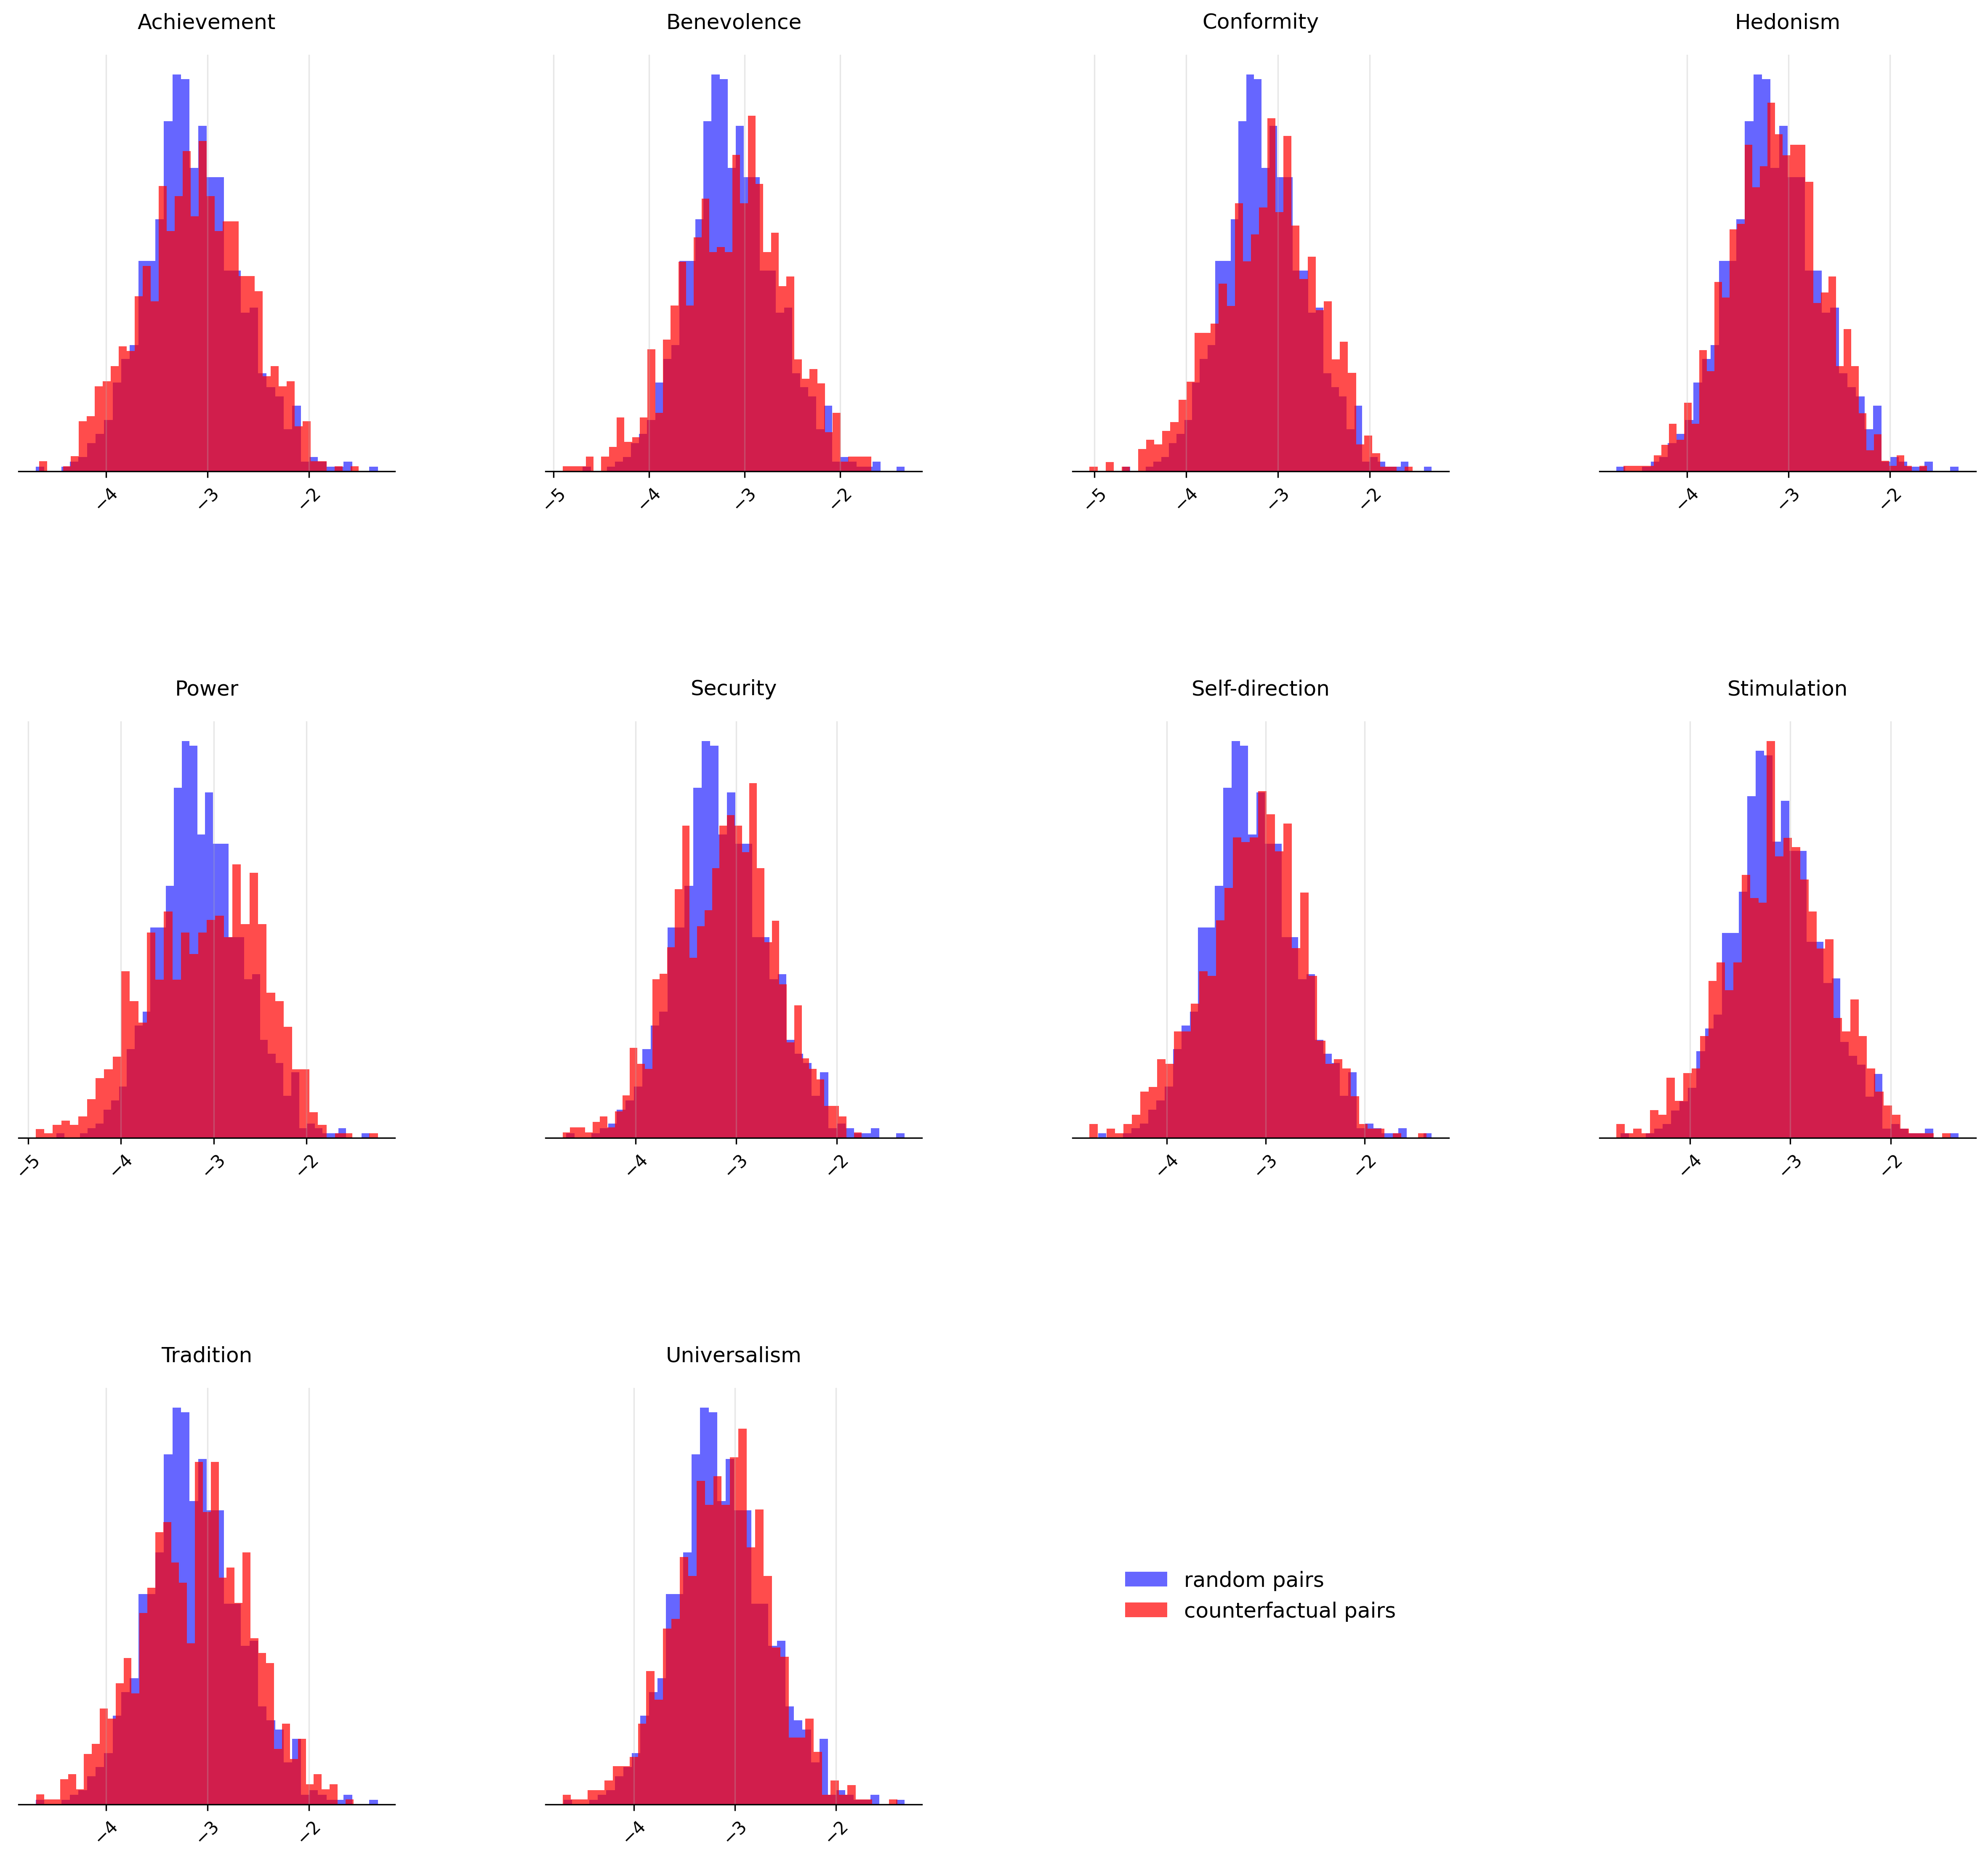 Achievement
Benevolence
Conformity
Hedonism
−4 −3 −2
−5 −4 −3 −2
−5 −4 −3 −2
−4 −3 −2
Power
Security
Self-direction
Stimulation
−5 −4 −3 −2
−4 −3 −2
−4 −3 −2
−4 −3 −2
Tradition
Universalism
random pairs
counterfactual pairs
−4 −3 −2
−4 −3 −2